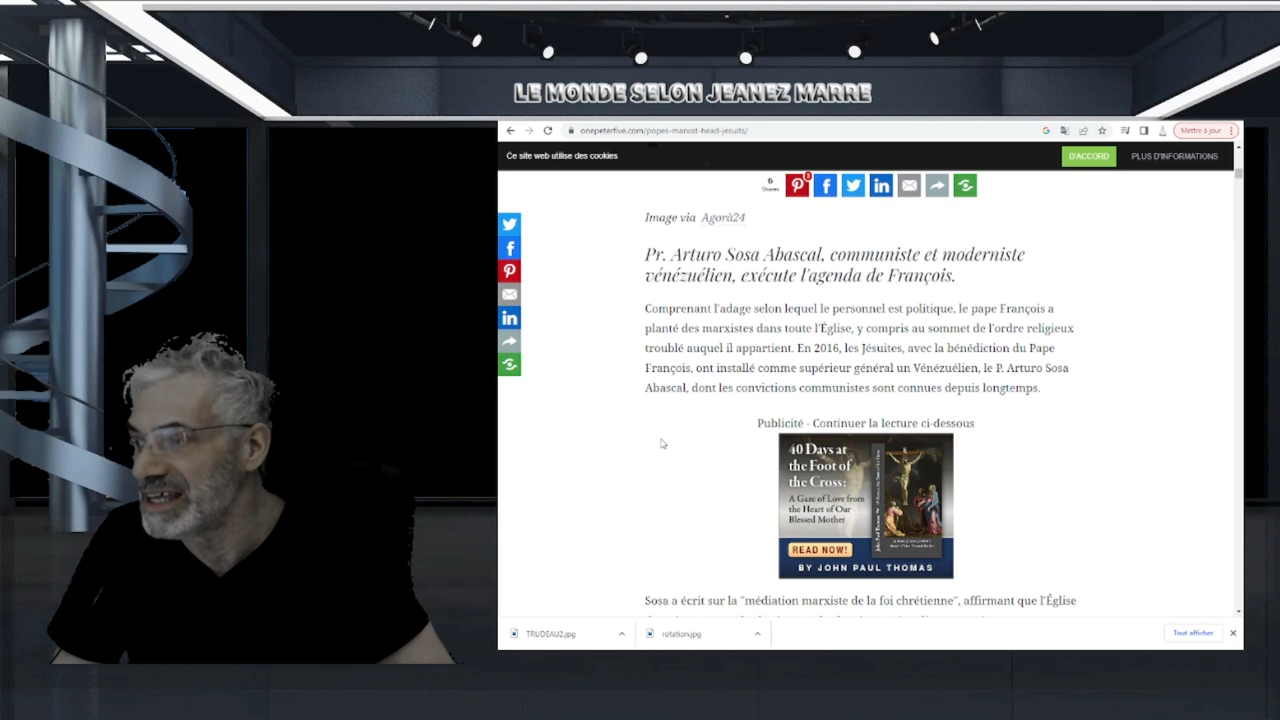 LE MONDE SELON JEANEZ MARRE
onepeterfive.com/popes-marxist-head-jesuits/
Mettre à jour
Ce site web utilise des cookies
D'ACCORD
PLUS D'INFORMATIONS
6
Shares
0
Image via Agorà24
Pr. Arturo Sosa Abascal, communiste et moderniste
vénézuélien, exécute l'agenda de François.
Comprenant l'adage selon lequel le personnel est politique, le pape François a
planté des marxistes dans toute l'Église, y compris au sommet de l'ordre religieux
troublé auquel il appartient. En 2016, les Jésuites, avec la bénédiction du Pape
François, ont installé comme supérieur général un Vénézuélien, le P. Arturo Sosa
Abascal, dont les convictions communistes sont connues depuis longtemps.
Publicité - Continuer la lecture ci-dessous
40 Days at
the Foot of
the Cross:
A Gaze of Love from
the Heart of Our
Blessed Mother
READ NOW!
BY JOHN PAUL THOMAS
Sosa a écrit sur la "médiation marxiste de la foi chrétienne", affirmant que l'Église
TRUDEAU2.jpg
rotation.jpg
Tout afficher